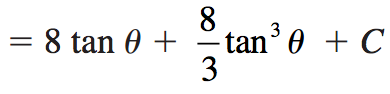 = 8 tan θ + 8/3 tan³ θ + C